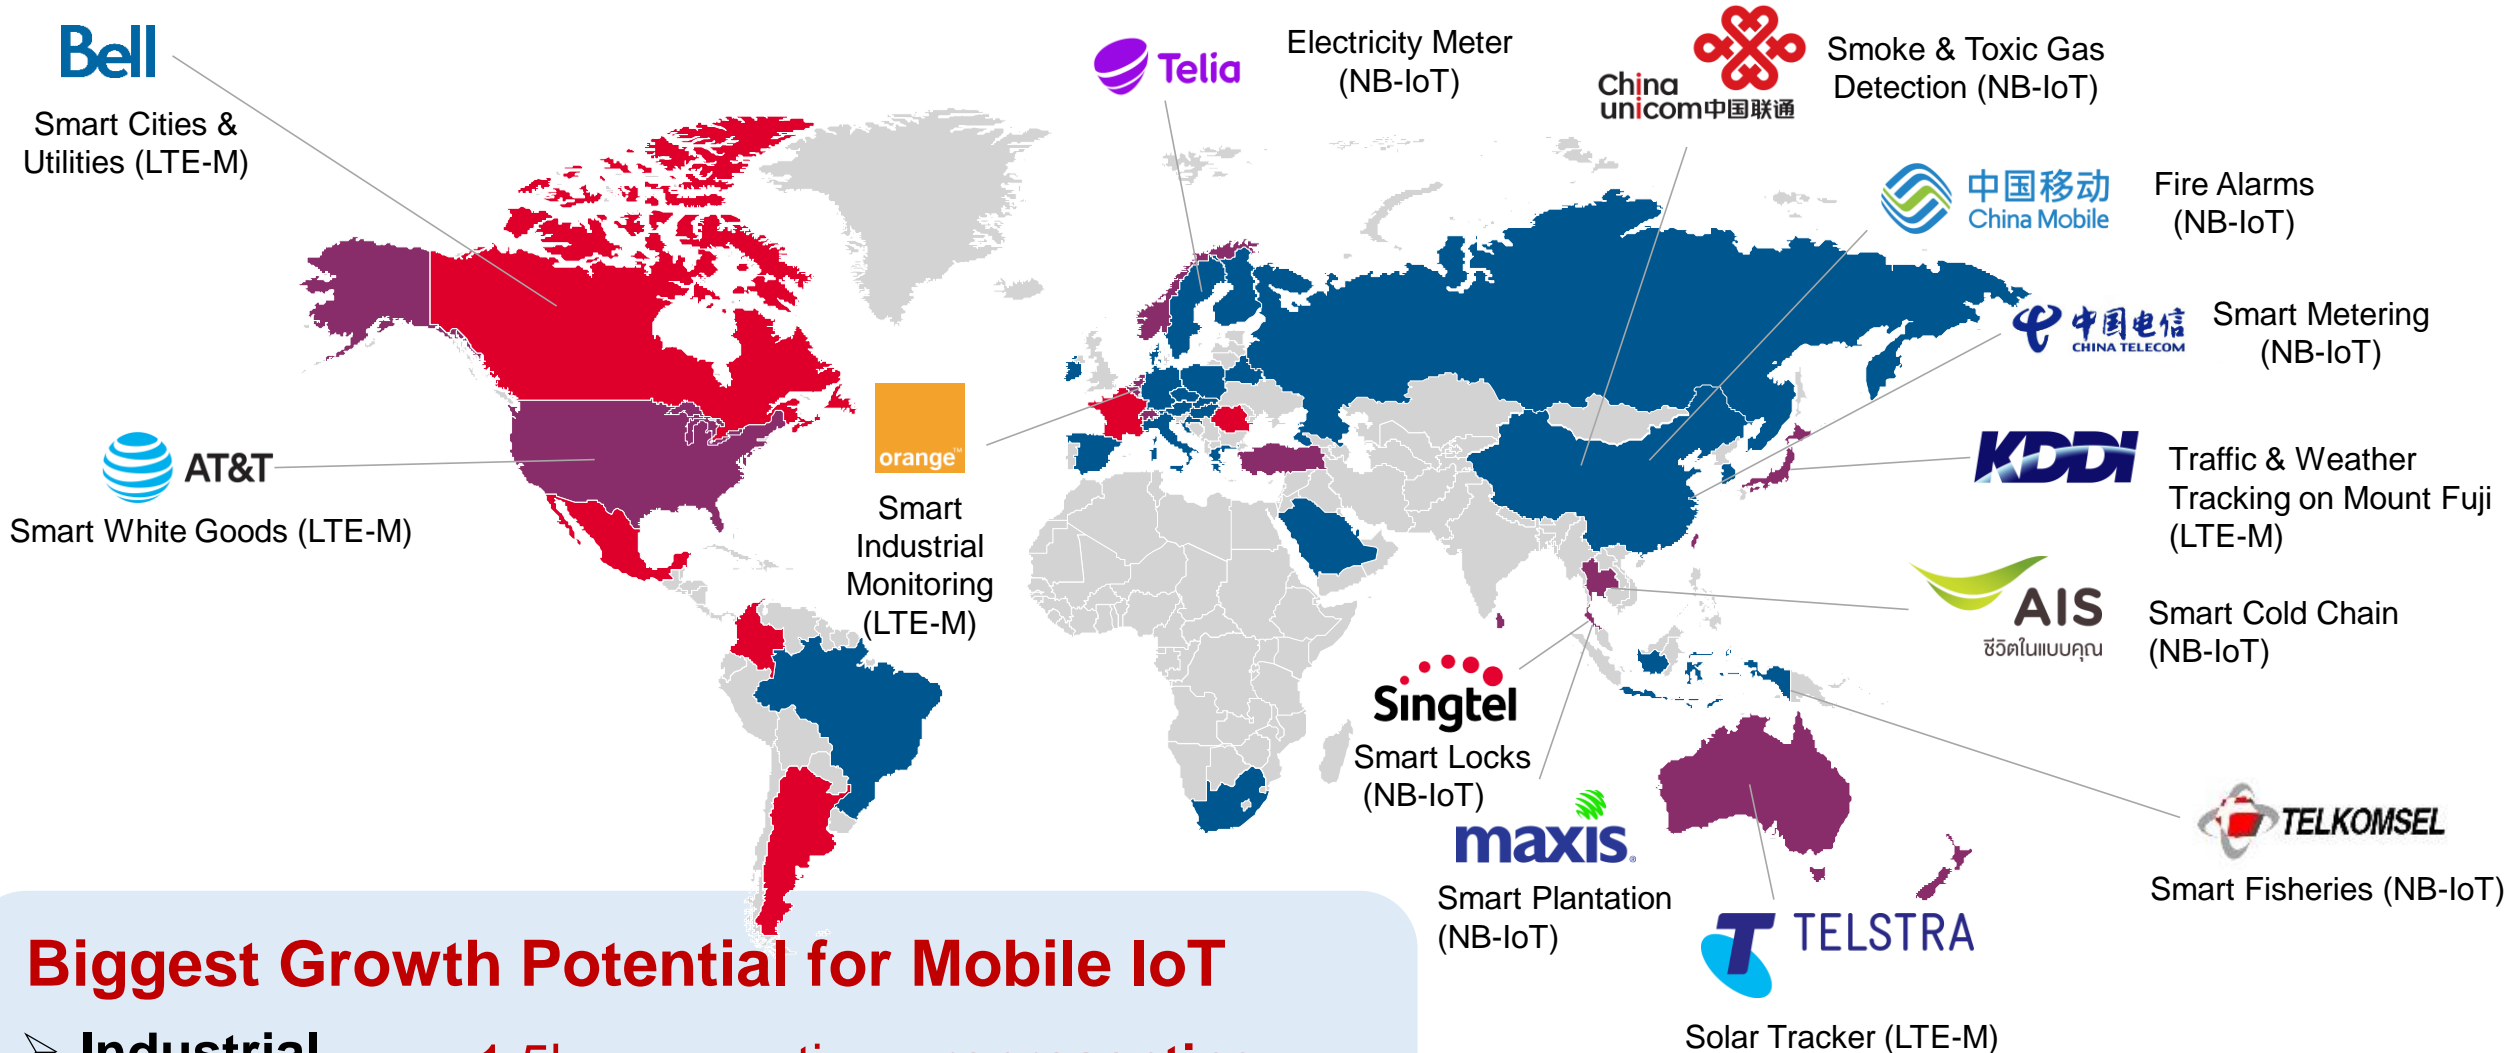 Bell
Smart Cities &
Utilities (LTE-M)
Telia
Electricity Meter
(NB-IoT)
China
unicom中国联通
Smoke & Toxic Gas
Detection (NB-IoT)
中国移动
China Mobile
Fire Alarms
(NB-IoT)
中国电信
CHINA TELECOM
Smart Metering
(NB-IoT)
AT&T
Smart White Goods (LTE-M)
orange™
Smart
Industrial
Monitoring
(LTE-M)
KDDI
Traffic & Weather
Tracking on Mount Fuji
(LTE-M)
AIS
ชีวิตในแบบคุณ
Smart Cold Chain
(NB-IoT)
Singtel
Smart Locks
(NB-IoT)
maxis®
Smart Plantation
(NB-IoT)
TELKOMSEL
Smart Fisheries (NB-IoT)
TELSTRA
Solar Tracker (LTE-M)
Biggest Growth Potential for Mobile IoT
➢ Industrial